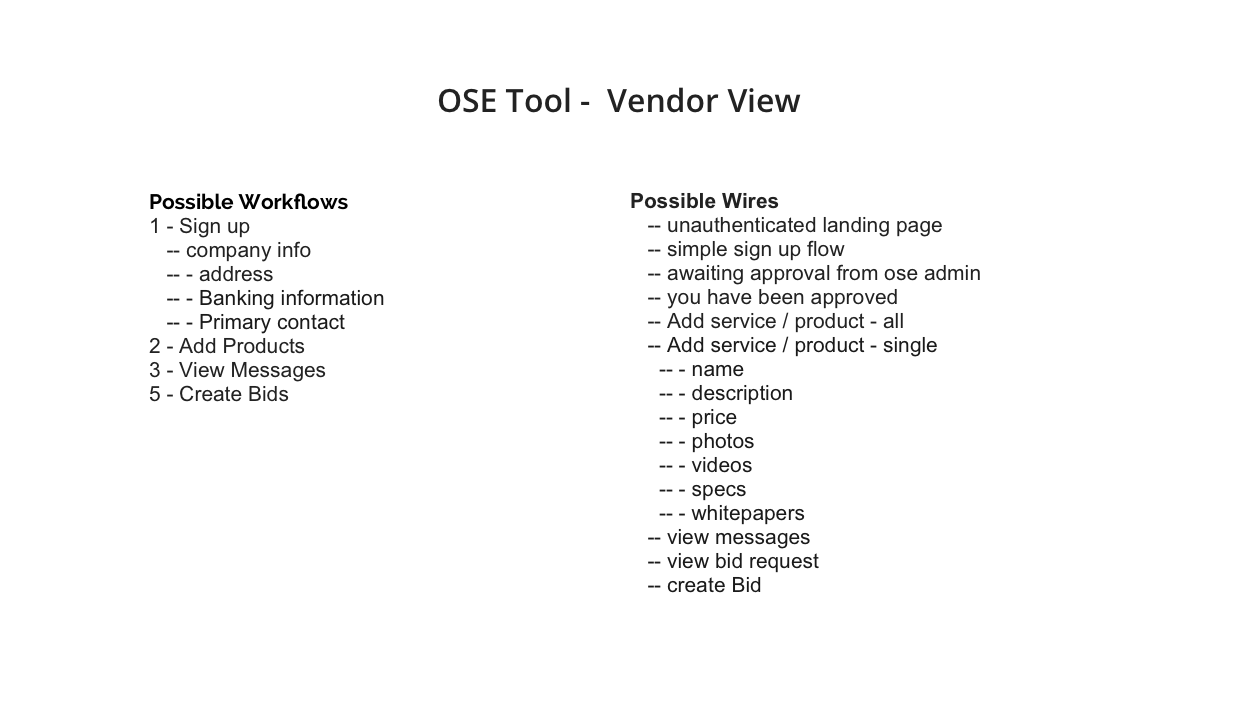 OSE Tool -  Vendor View
Possible Workflows
1 - Sign up
-- company info
-- - address
-- - Banking information
-- - Primary contact
2 - Add Products
3 - View Messages
5 - Create Bids
Possible Wires
-- unauthenticated landing page
-- simple sign up flow
-- awaiting approval from ose admin
-- you have been approved
-- Add service / product - all
-- Add service / product - single
-- - name
-- - description
-- - price
-- - photos
-- - videos
-- - specs
-- - whitepapers
-- view messages
-- view bid request
-- create Bid